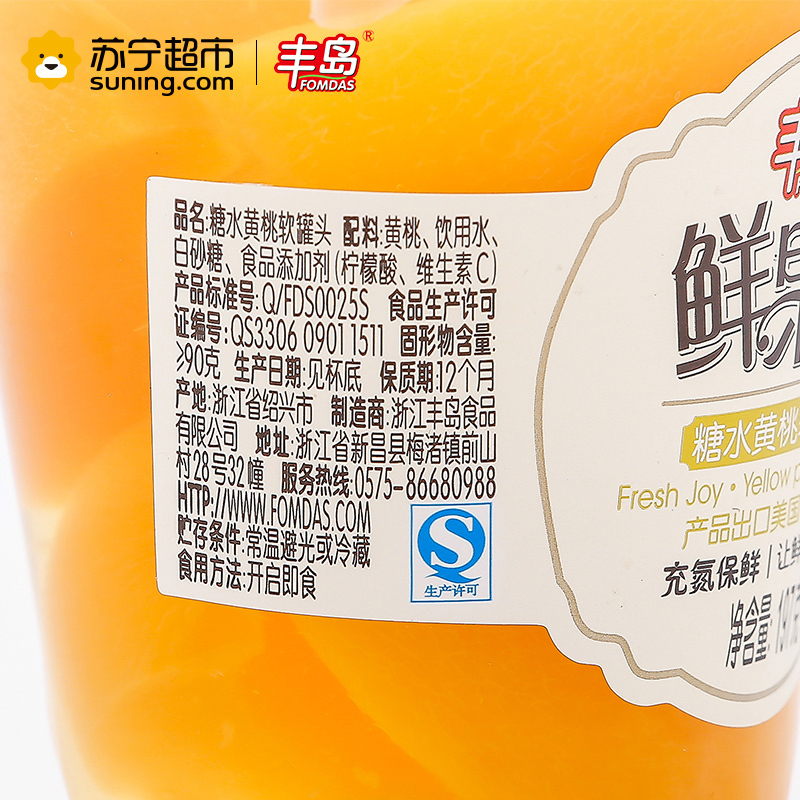 苏宁超市
suning.com
丰岛®
FOMDAS
品名:糖水黄桃软罐头 配料:黄桃、饮用水、
白砂糖、食品添加剂(柠檬酸、维生素C)
产品标准号:Q/FDS0025S 食品生产许可
证编号:QS3306 0901 1511 固形物含量:
>90克 生产日期:见杯底 保质期:12个月
产地:浙江省绍兴市 制造商:浙江丰岛食品
有限公司 地址:浙江省新昌县梅渚镇前山
村28号32幢 服务热线:0575-86680988
HTTP://WWW.FOMDAS.COM
贮存条件:常温避光或冷藏
食用方法:开启即食
生产许可
鲜
糖水黄桃
Fresh Joy · Yellow
产品出口美国
充氮保鲜 | 让鲜
净含量: